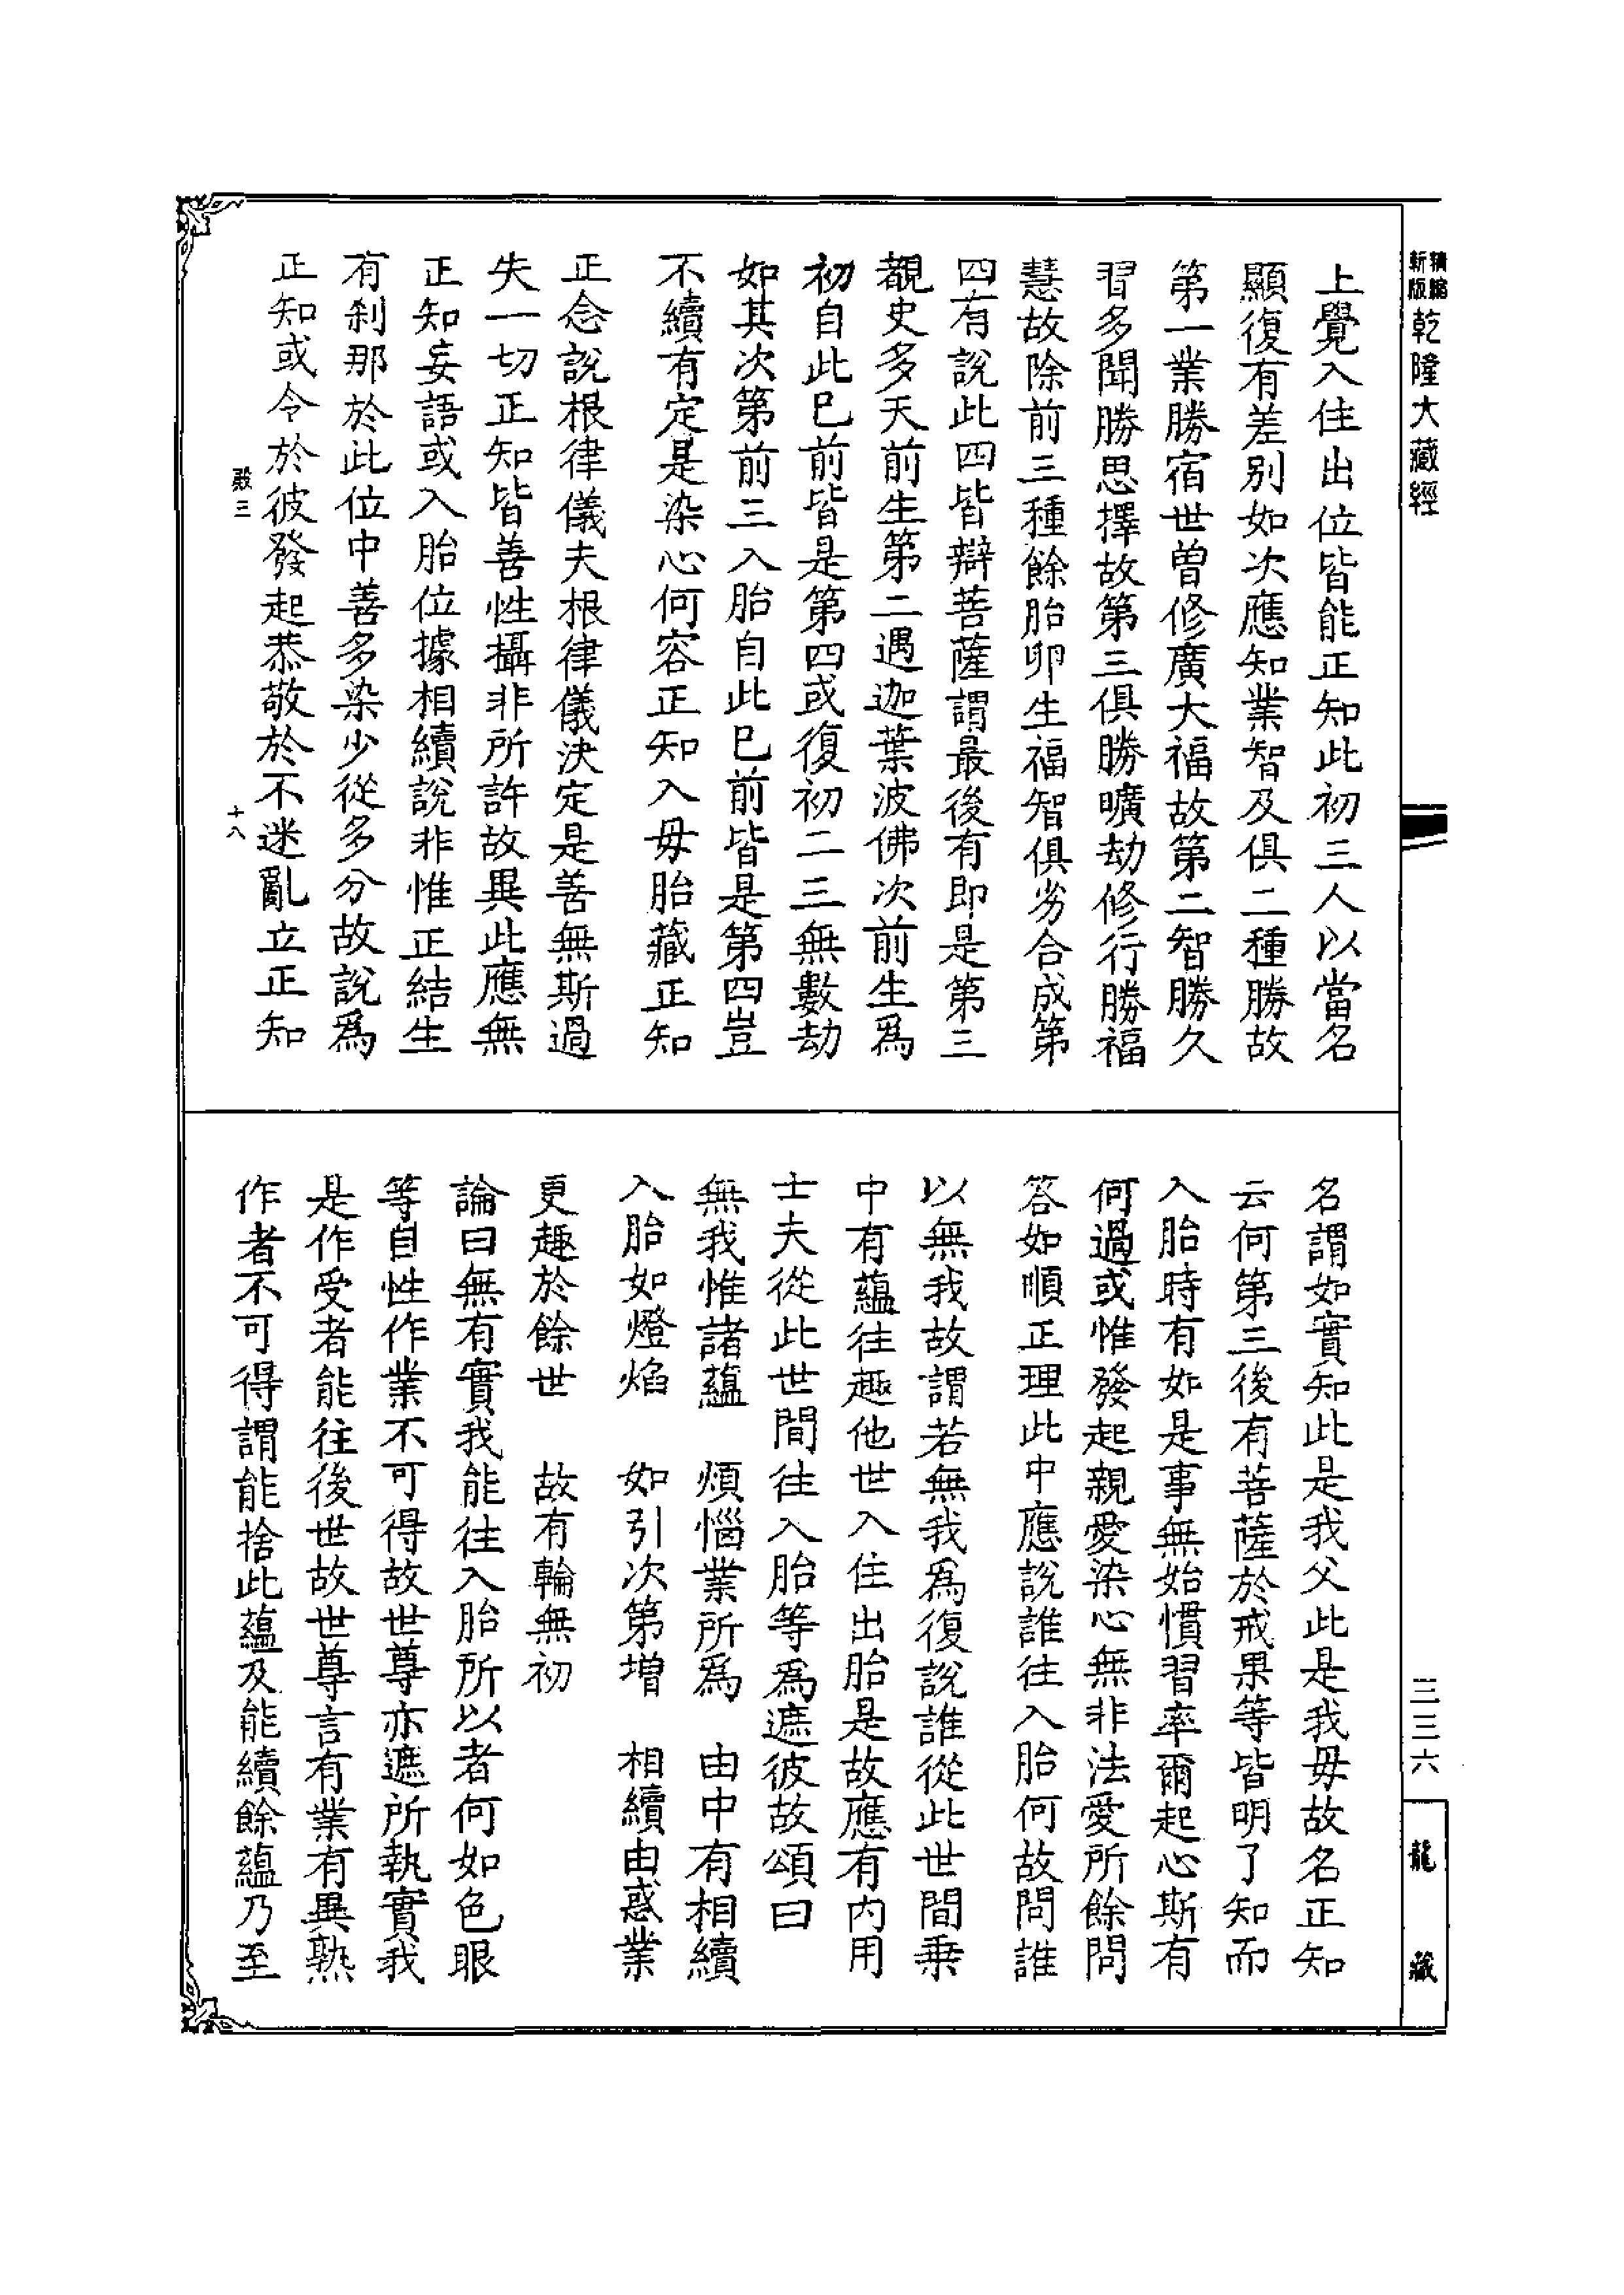 精縮
新版
乾隆大藏經
三三六
龍藏
上覺入住出位皆能正知此初三人以當名
顯復有差别如次應知業智及俱二種勝故
第一業勝宿世曽修廣大福故第二智勝久
習多聞勝思擇故第三俱勝曠劫修行勝福
慧故除前三種餘胎卵生福智俱劣合成第
四有說此四皆辯菩薩謂最後有即是第三
覩史多天前生第二遇迦葉波佛次前生爲
初自此巳前皆是第四或復初二三無數劫
如其次第前三入胎自此巳前皆是第四豈
不續有定是染心何容正知入毋胎藏正知
正念說根律儀夫根律儀決定是善無斯過
失一切正知皆善性攝非所許故異此應無
正知妄語或入胎位據相續說非惟正結生
有刹那於此位中善多染少從多分故說爲
正知或令於彼發起恭敬於不迷亂立正知
殿三
十八
名謂如實知此是我父此是我毋故名正知
云何第三後有菩薩於戒果等皆明了知而
入胎時有如是事無始慣習率爾起心斯有
何過或惟發起親愛染心無非法愛所餘問
答如順正理此中應說誰往入胎何故問誰
以無我故謂若無我爲復說誰從此世間乗
中有蘊往趣他世入住出胎是故應有内用
士夫從此世間往入胎等爲遮彼故頌曰
無我惟諸蘊　煩惱業所爲　由中有相續
入胎如燈焰　如引次第增　相續由惑業
更趣於餘世　故有輪無初
論曰無有實我能往入胎所以者何如色眼
等自性作業不可得故世尊亦遮所執實我
是作受者能往後世故世尊言有業有異熟
作者不可得謂能捨此蘊及能續餘蘊乃至